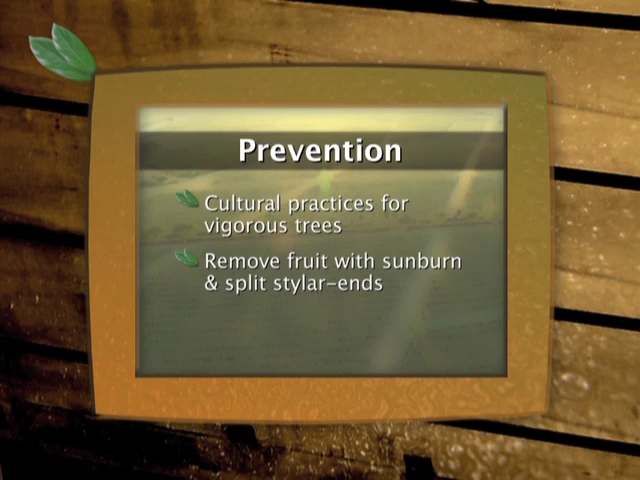 Prevention
Cultural practices for
vigorous trees
Remove fruit with sunburn
& split stylar-ends